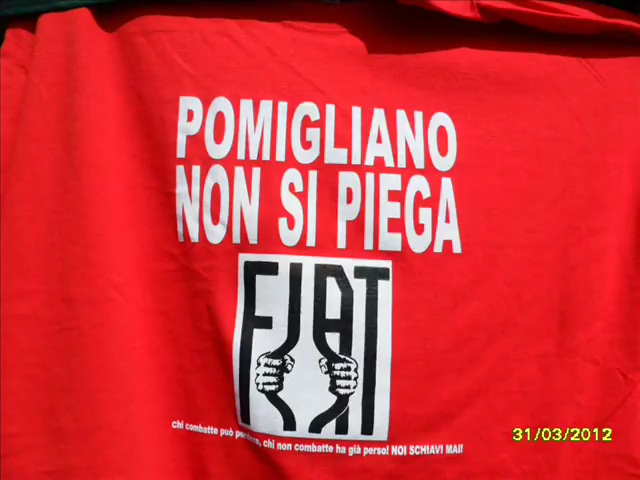 POMIGLIANO
NON SI PIEGA
FIAT
chi combatte può perdere, chi non combatte ha già perso! NOI SCHIAVI MAI!
31/03/2012